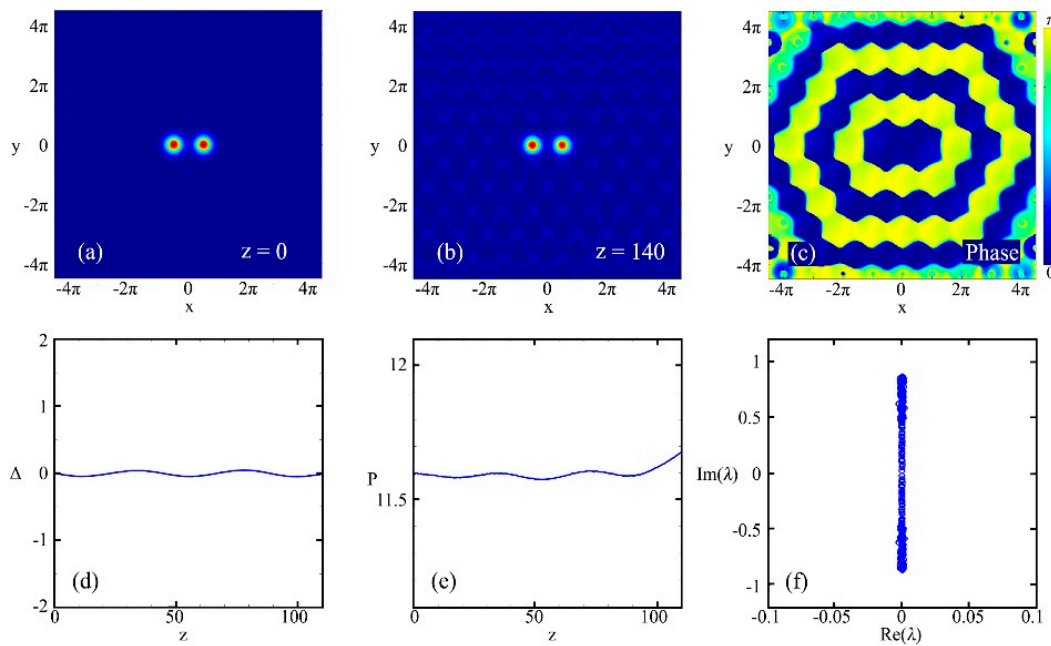 4π
2π
y 0
-2π
-4π
(a)
z = 0
-4π -2π 0 2π 4π
x
4π
2π
y 0
-2π
-4π
(b)
z = 140
-4π -2π 0 2π 4π
x
4π
2π
y 0
-2π
-4π
(c)
Phase
-4π -2π 0 2π 4π
x
π
0
2
1
Δ 0
-1
-2
(d)
0 50 100
z
12
P
11.5
(e)
0 50 100
z
1
0.5
Im(λ) 0
-0.5
-1
(f)
-0.1 -0.05 0 0.05 0.1
Re(λ)